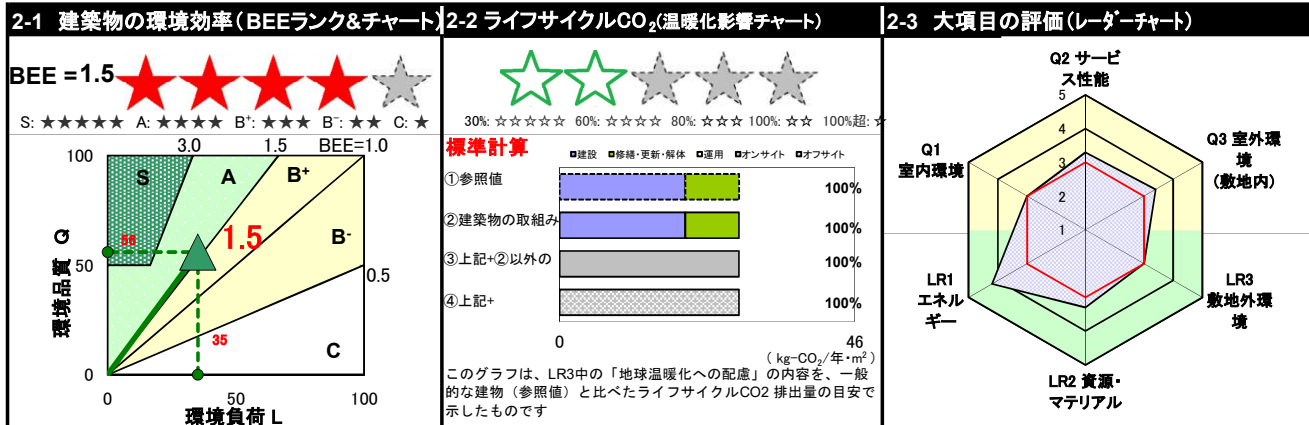 2-1 建築物の環境効率(BEEランク&チャート)
BEE = 1.5
S: ★★★★★ A: ★★★★ B+: ★★★ B-: ★★ C: ★
3.0 1.5 BEE=1.0
100
S A B+
B-
1.5
56
50
0.5
35
C
0
0 50 100
環境品質 Q
環境負荷 L
2-2 ライフサイクルCO2(温暖化影響チャート)
30%: ☆☆☆☆☆ 60%: ☆☆☆☆ 80%: ☆☆☆ 100%: ☆☆ 100%超: ☆
標準計算
■建設 ■修繕・更新・解体 ■運用 ■オンサイト ■オフサイト
①参照値 100%
②建築物の取組み 100%
③上記+②以外の 100%
④上記+ 100%
0 46
( kg-CO2/年・m2 )
このグラフは、LR3中の「地球温暖化への配慮」の内容を、一般
的な建物(参照値)と比べたライフサイクルCO2 排出量の目安で
示したものです
2-3 大項目の評価(レーダーチャート)
Q2 サービ
ス性能
5
4
3
2
1
Q1
室内環境
Q3 室外環
境
(敷地内)
LR1
エネル
ギー
LR3
敷地外環
境
LR2 資源・
マテリアル